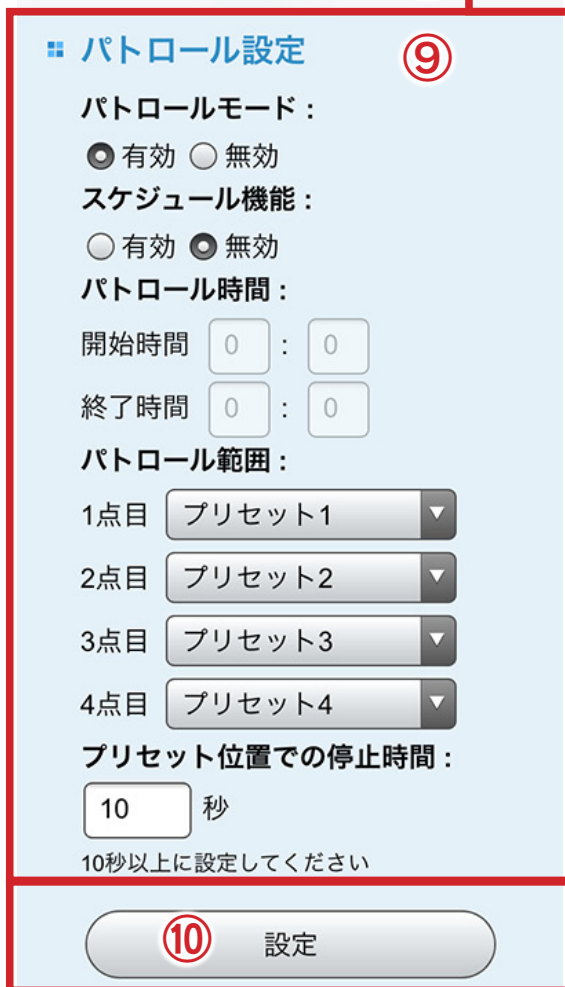 パトロール設定 ⑨
パトロールモード：
有効 無効
スケジュール機能：
有効 無効
パトロール時間：
開始時間 0 : 0
終了時間 0 : 0
パトロール範囲：
1点目 プリセット1
2点目 プリセット2
3点目 プリセット3
4点目 プリセット4
プリセット位置での停止時間：
10 秒
10秒以上に設定してください
⑩ 設定